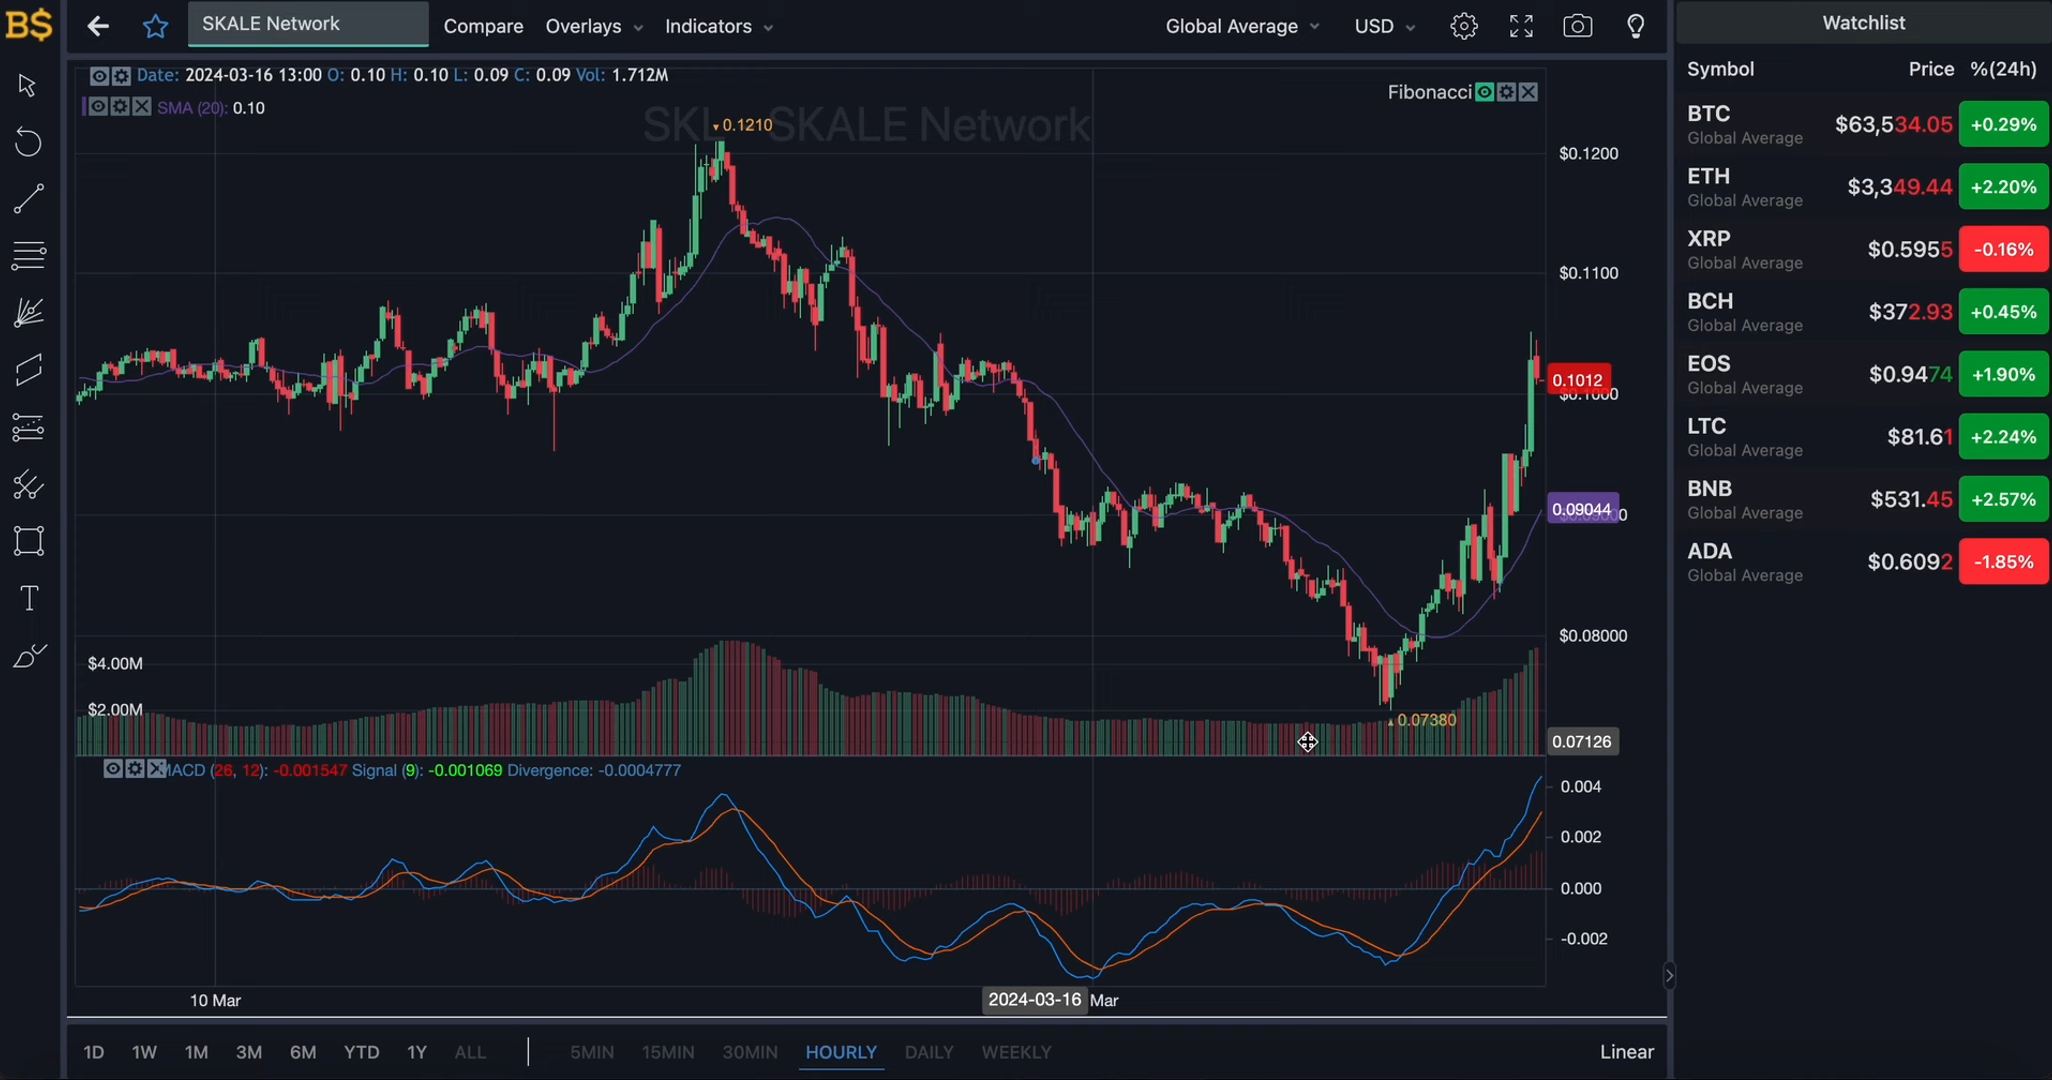 B$
SKALE Network
Compare
Overlays
Indicators
Global Average
USD
Watchlist
Date: 2024-03-16 13:00 O: 0.10 H: 0.10 L: 0.09 C: 0.09 Vol: 1.712M
SMA (20): 0.10
Fibonacci
SKL SKALE Network
0.1210
$0.1200
$0.1100
0.1012
$0.1000
0.09044
$0.08000
0.07380
0.07126
$4.00M
$2.00M
MACD (26, 12): -0.001547 Signal (9): -0.001069 Divergence: -0.0004777
0.004
0.002
0.000
-0.002
10 Mar
2024-03-16 Mar
1D 1W 1M 3M 6M YTD 1Y ALL
5MIN 15MIN 30MIN HOURLY DAILY WEEKLY
Linear
T
Symbol Price %(24h)
BTC $63,534.05 +0.29%
Global Average
ETH $3,349.44 +2.20%
Global Average
XRP $0.5955 -0.16%
Global Average
BCH $372.93 +0.45%
Global Average
EOS $0.9474 +1.90%
Global Average
LTC $81.61 +2.24%
Global Average
BNB $531.45 +2.57%
Global Average
ADA $0.6092 -1.85%
Global Average